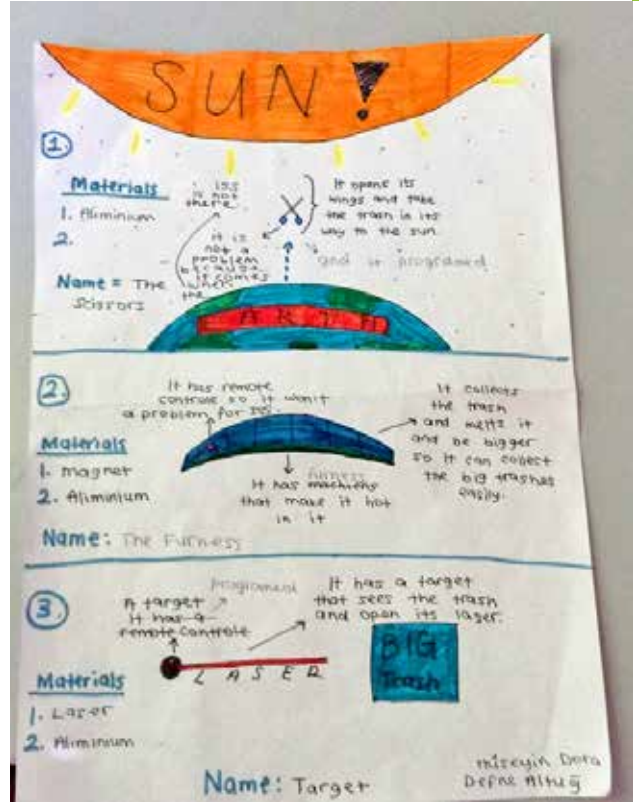 SUN!
1.
Materials
1. Aluminium
2.
Name = The
Scissors
iss
is not
there
It is
not a
problem
because
it comes
when
the
It opens its
wings and take
the trash in its
way to the sun
and it programed
EARTH
2.
Materials
1. magnet
2. Aliminium
Name: The Furness
It has remote
controle so it won't
a problem for ISS.
furness
It has machiens
that make it hot
in it
It collects
the trash
and melts it
and be bigger
so it can collect
the big trashes
easily.
3.
Materials
1. Laser
2. Aliminium
programed
A target
It has a
remote controle
It has a target
that sees the trash
and open its laser.
LASER
BIG
Trash
Name: Target
Defne Altuğ